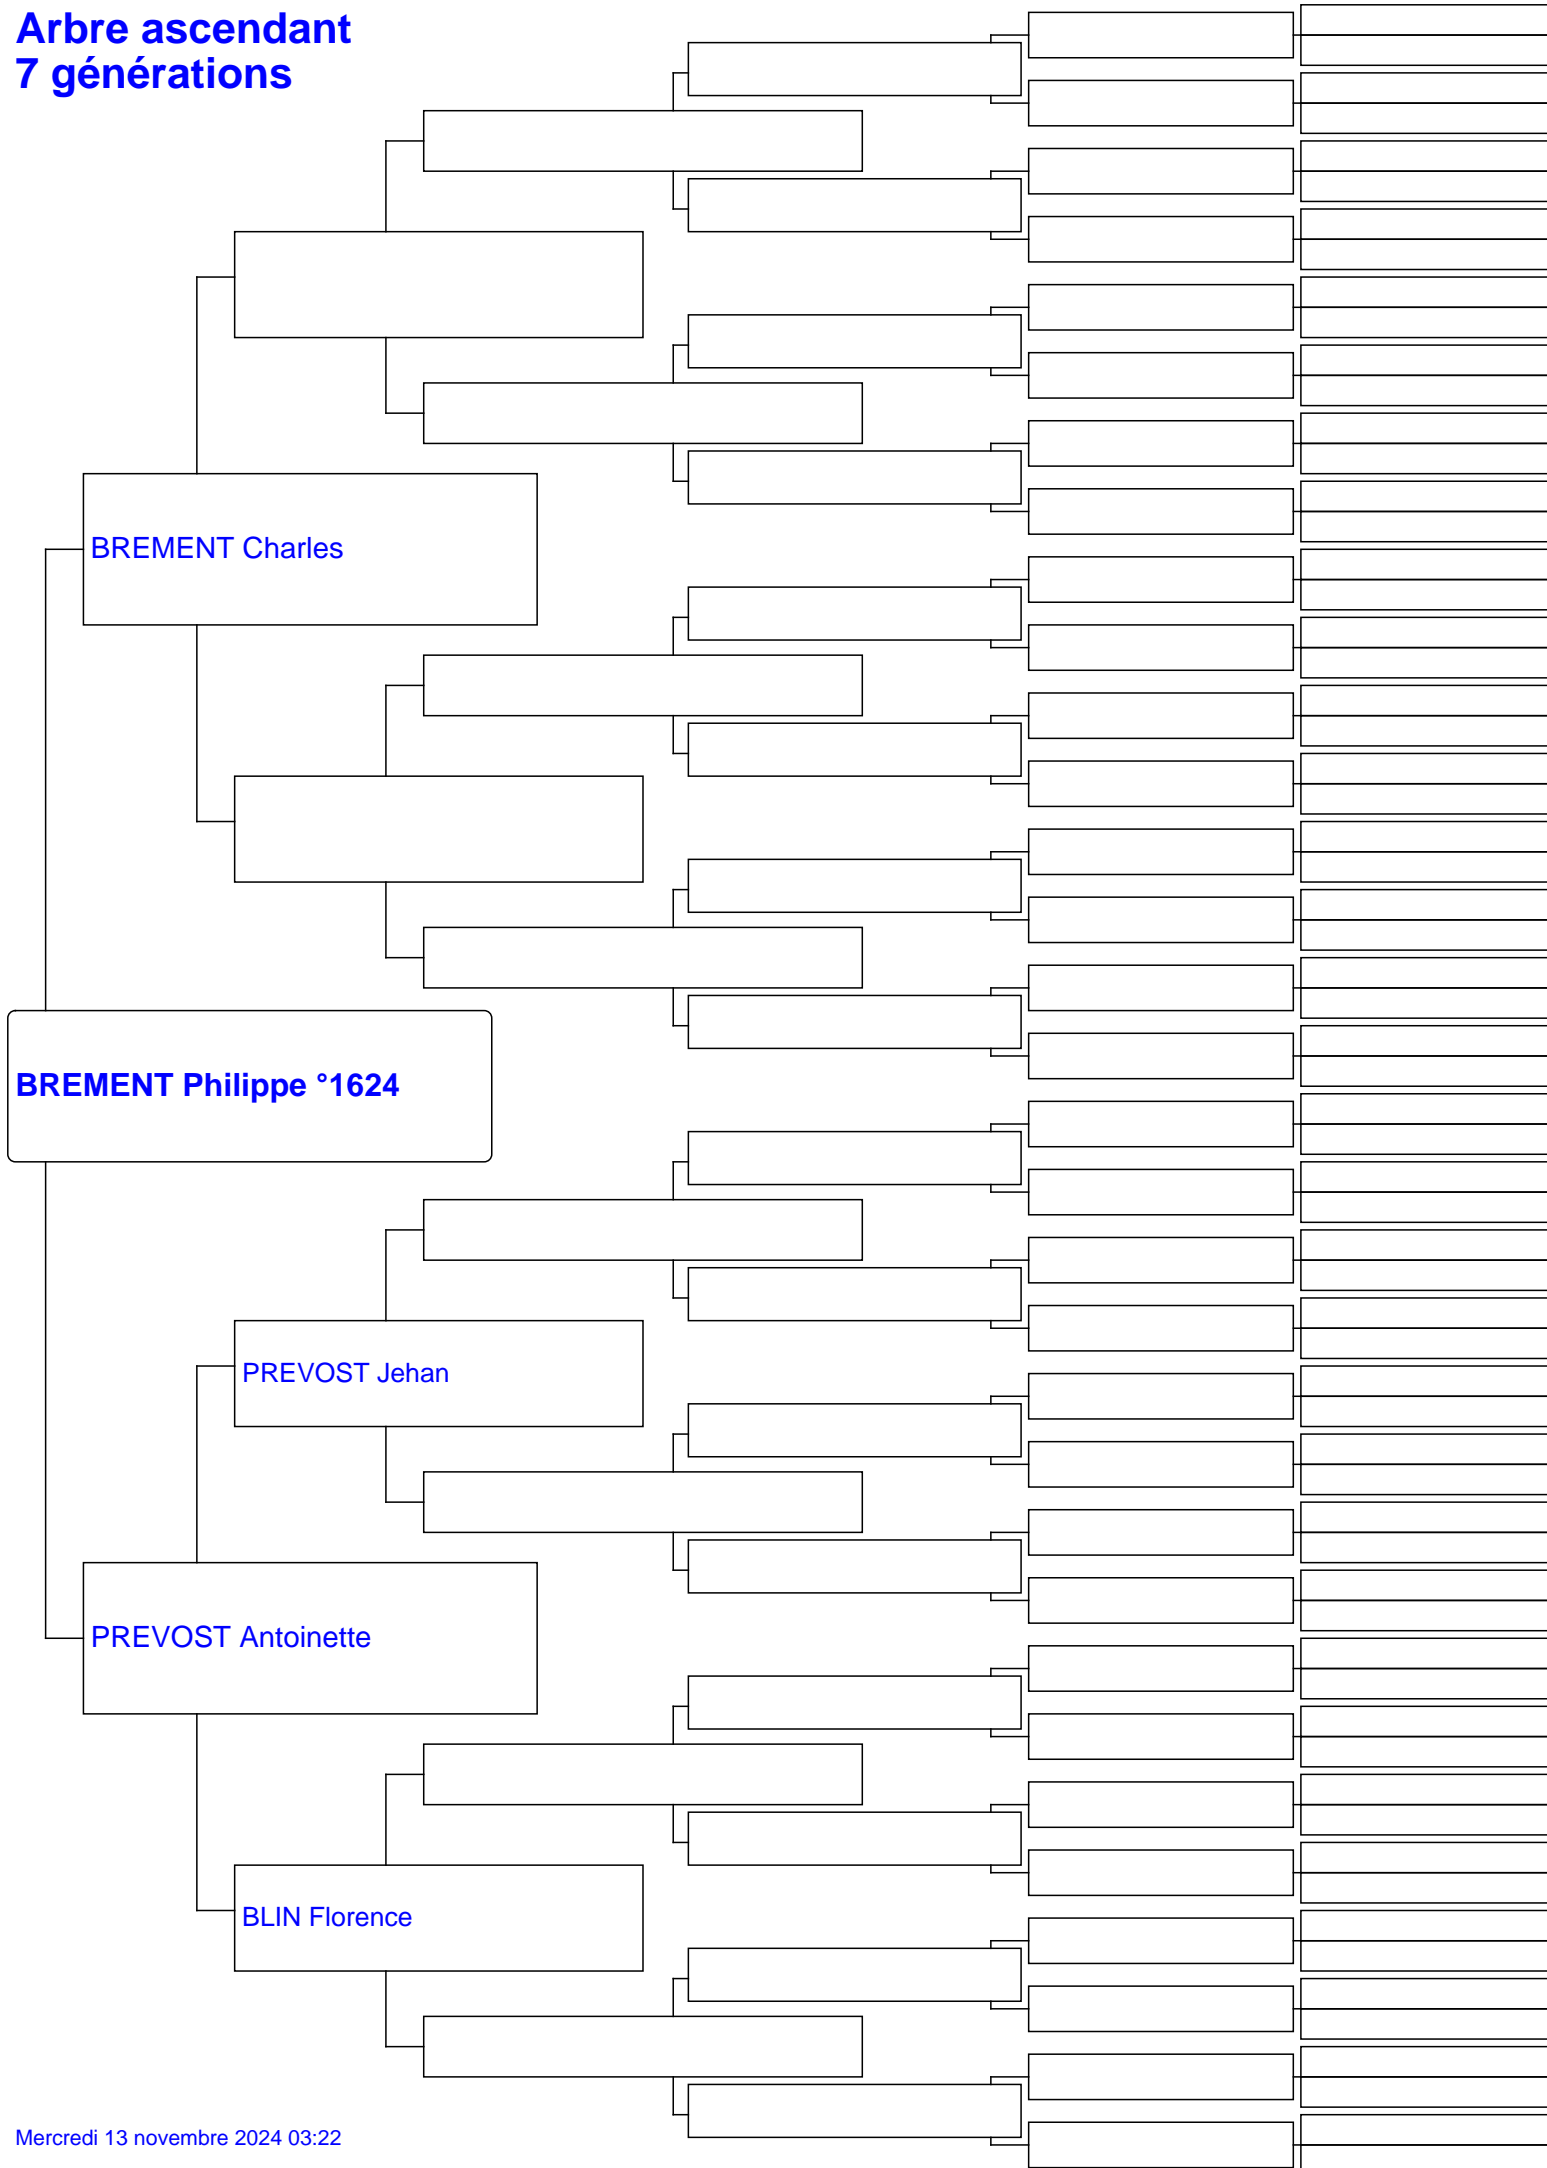 Arbre ascendant
7 générations
BREMENT Charles
BREMENT Philippe °1624
PREVOST Jehan
PREVOST Antoinette
BLIN Florence
Mercredi 13 novembre 2024 03:22